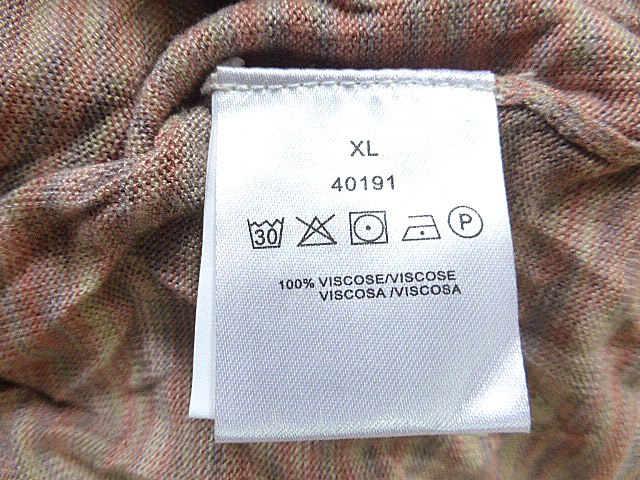 XL
40191
30 P
100% VISCOSE/VISCOSE
VISCOSA /VISCOSA